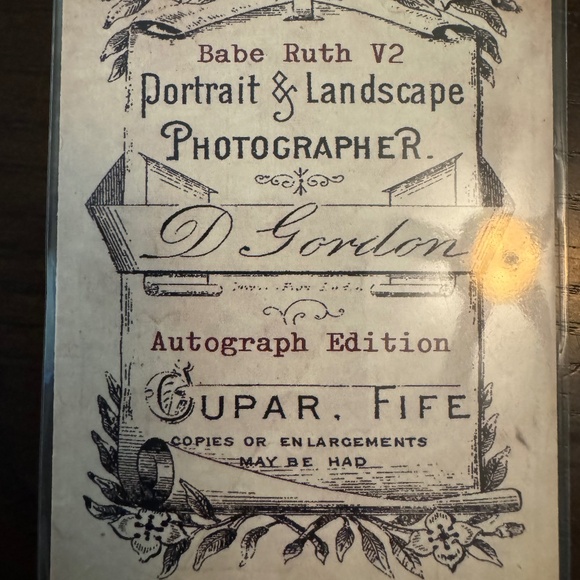 Babe Ruth V2
Portrait & Landscape
PHOTOGRAPHER.
D Gordon
Autograph Edition
CUPAR, FIFE
COPIES OR ENLARGEMENTS
MAY BE HAD